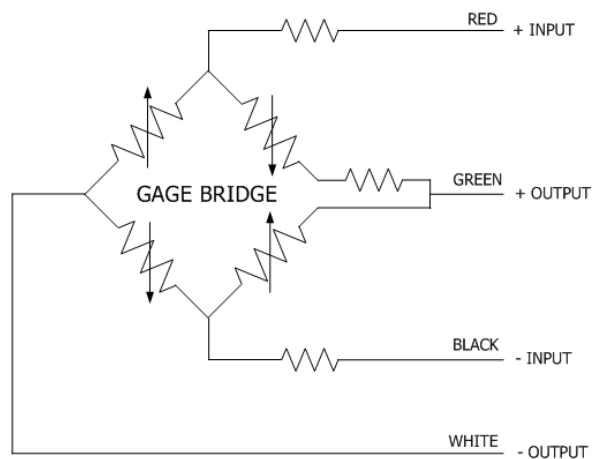 RED + INPUT
GREEN + OUTPUT
GAGE BRIDGE
BLACK - INPUT
WHITE - OUTPUT